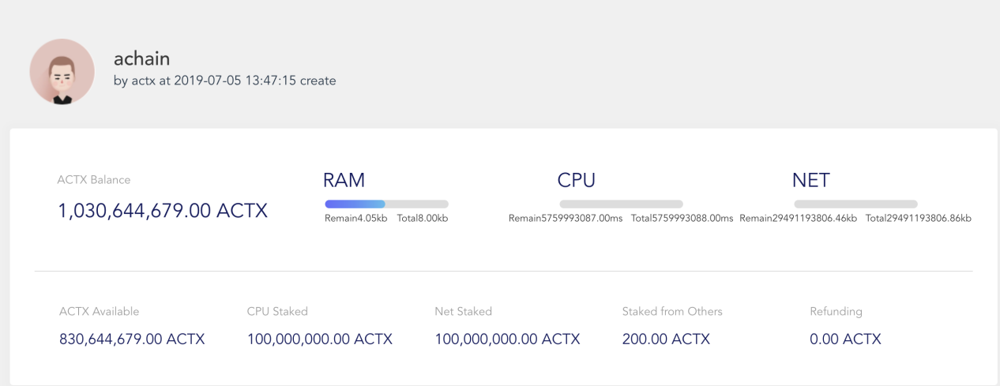 achain
by actx at 2019-07-05 13:47:15 create
ACTX Balance
1,030,644,679.00 ACTX
RAM
Remain4.05kb Total8.00kb
CPU
Remain5759993087.00ms Total5759993088.00ms
NET
Remain29491193806.46kb Total29491193806.86kb
ACTX Available
830,644,679.00 ACTX
CPU Staked
100,000,000.00 ACTX
Net Staked
100,000,000.00 ACTX
Staked from Others
200.00 ACTX
Refunding
0.00 ACTX